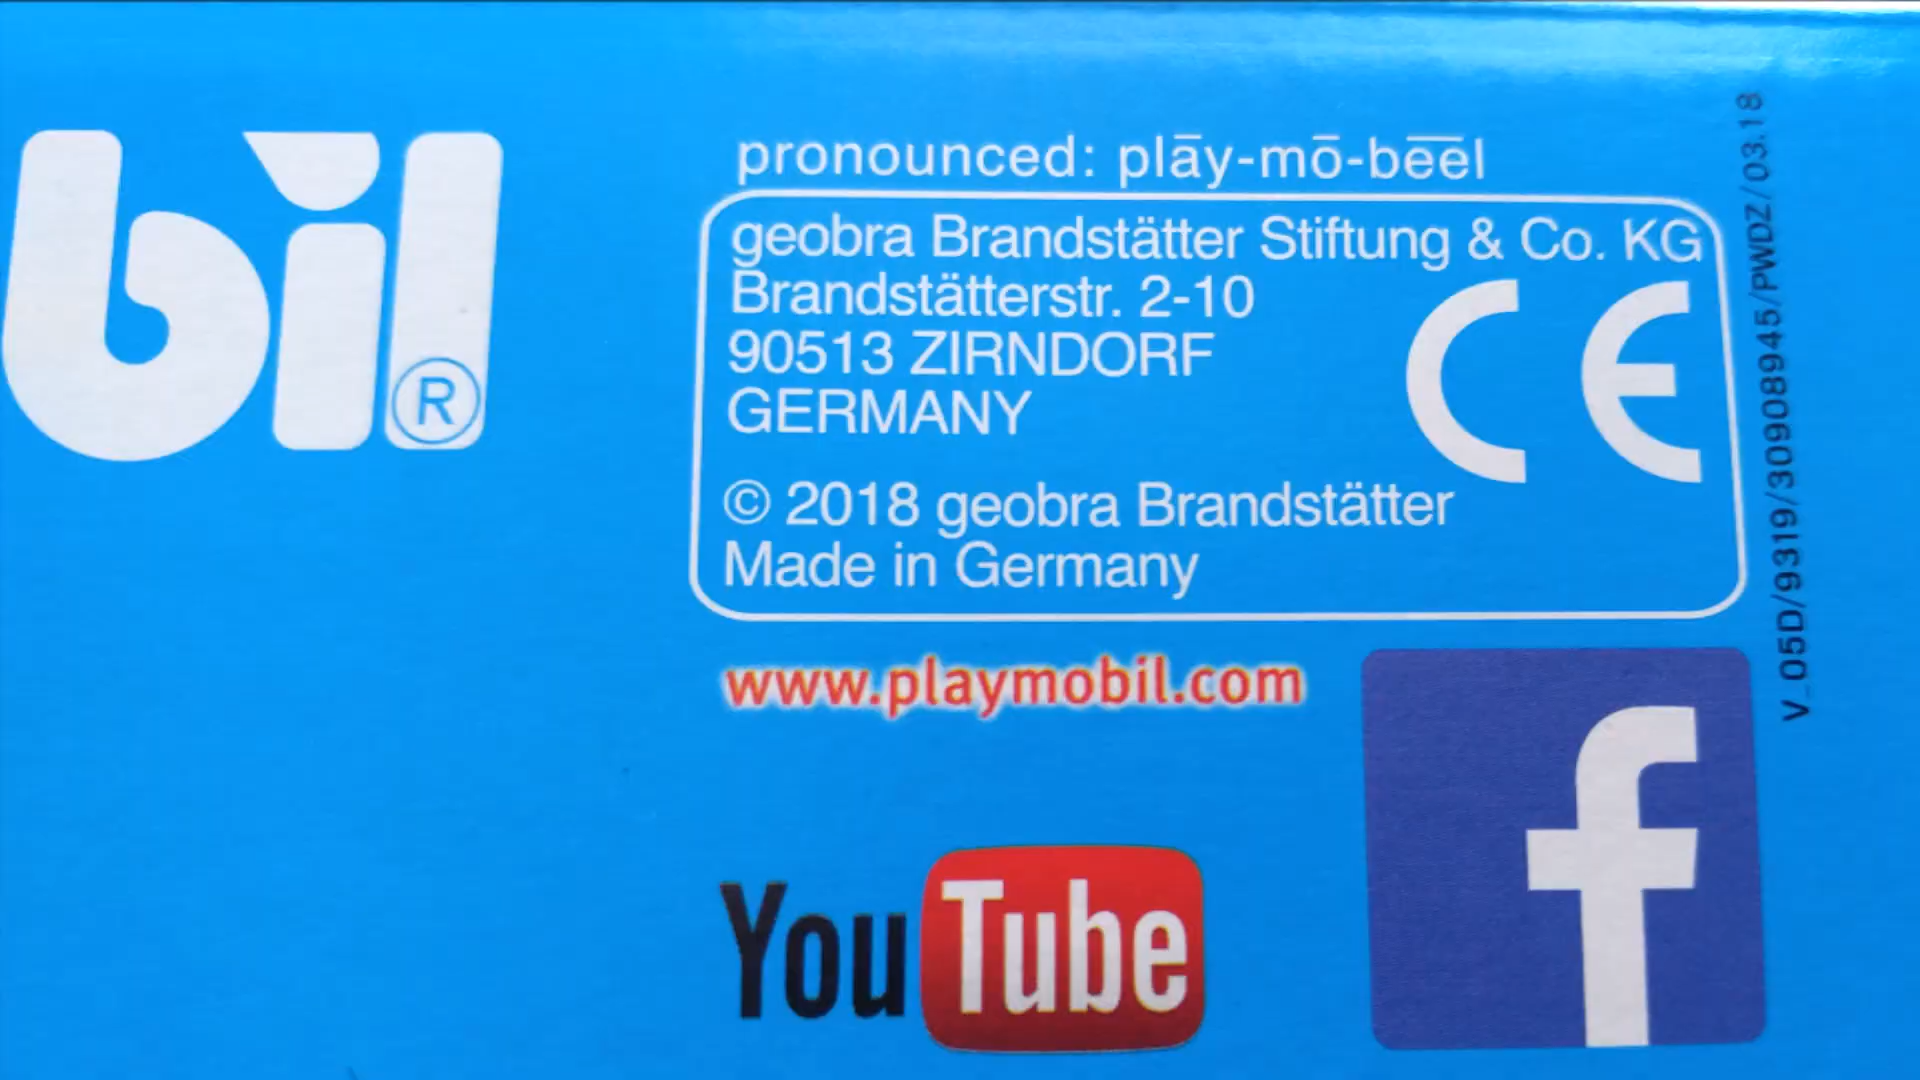 bil®
pronounced: plāy-mō-bēēl
geobra Brandstätter Stiftung & Co. KG
Brandstätterstr. 2-10
90513 ZIRNDORF
GERMANY
CE
© 2018 geobra Brandstätter
Made in Germany
www.playmobil.com
YouTube
f
V_05D/9319/30908945/PWDZ/03.18